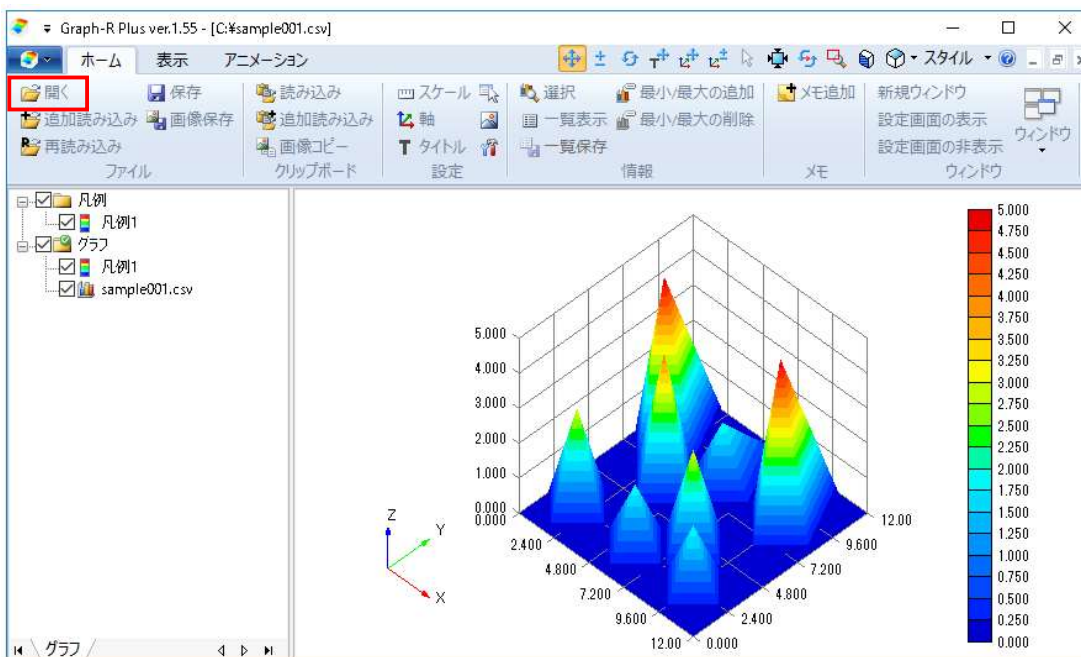 Graph-R Plus ver.1.55 - [C:¥sample001.csv]
ホーム 表示 アニメーション スタイル
開く 保存 読み込み スケール 選択 最小/最大の追加 メモ追加 新規ウィンドウ
追加読み込み 画像保存 追加読み込み 軸 一覧表示 最小/最大の削除 設定画面の表示 ウィンドウ
再読み込み 画像コピー タイトル 一覧保存 設定画面の非表示
ファイル クリップボード 設定 情報 メモ ウィンドウ
凡例
凡例1
グラフ
凡例1
sample001.csv
5.000
4.000
3.000
2.000
1.000
0.000
0.000
2.400
4.800
7.200
9.600
12.00
0.000
2.400
4.800
7.200
9.600
12.00
Z
Y
X
5.000
4.750
4.500
4.250
4.000
3.750
3.500
3.250
3.000
2.750
2.500
2.250
2.000
1.750
1.500
1.250
1.000
0.750
0.500
0.250
0.000
グラフ